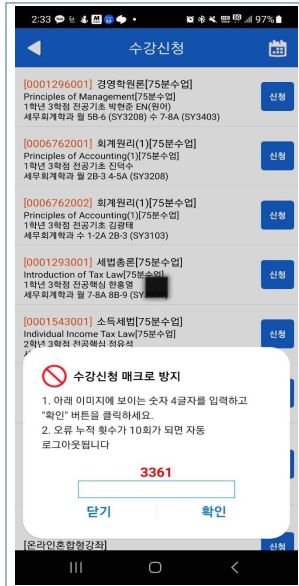 2:33
97%
수강신청
[0001296001] 경영학원론[75분수업]
Principles of Management[75분수업]
1학년 3학점 전공기초 박현준 EN(원어)
세무회계학과 월 5B-6 (SY3208) 수 7-8A (SY3403)
신청
[0006762001] 회계원리(1)[75분수업]
Principles of Accounting(1)[75분수업]
1학년 3학점 전공기초 진덕수
세무회계학과 월 2B-3 4-5A (SY3208)
신청
[0006762002] 회계원리(1)[75분수업]
Principles of Accounting(1)[75분수업]
1학년 3학점 전공기초 김광태
세무회계학과 수 1-2A 2B-3 (SY3103)
신청
[0001293001] 세법총론[75분수업]
Introduction of Tax Law[75분수업]
1학년 3학점 전공핵심 한홍열
세무회계학과 월 7-8A 8B-9
신청
[0001543001] 소득세법[75분수업]
Individual Income Tax Law[75분수업]
2학년 3학점 전공핵심 정유석
신청
수강신청 매크로 방지
1. 아래 이미지에 보이는 숫자 4글자를 입력하고
"확인" 버튼을 클릭하세요.
2. 오류 누적 횟수가 10회가 되면 자동
로그아웃됩니다
3361
닫기
확인
[온라인혼합형강좌]
신청